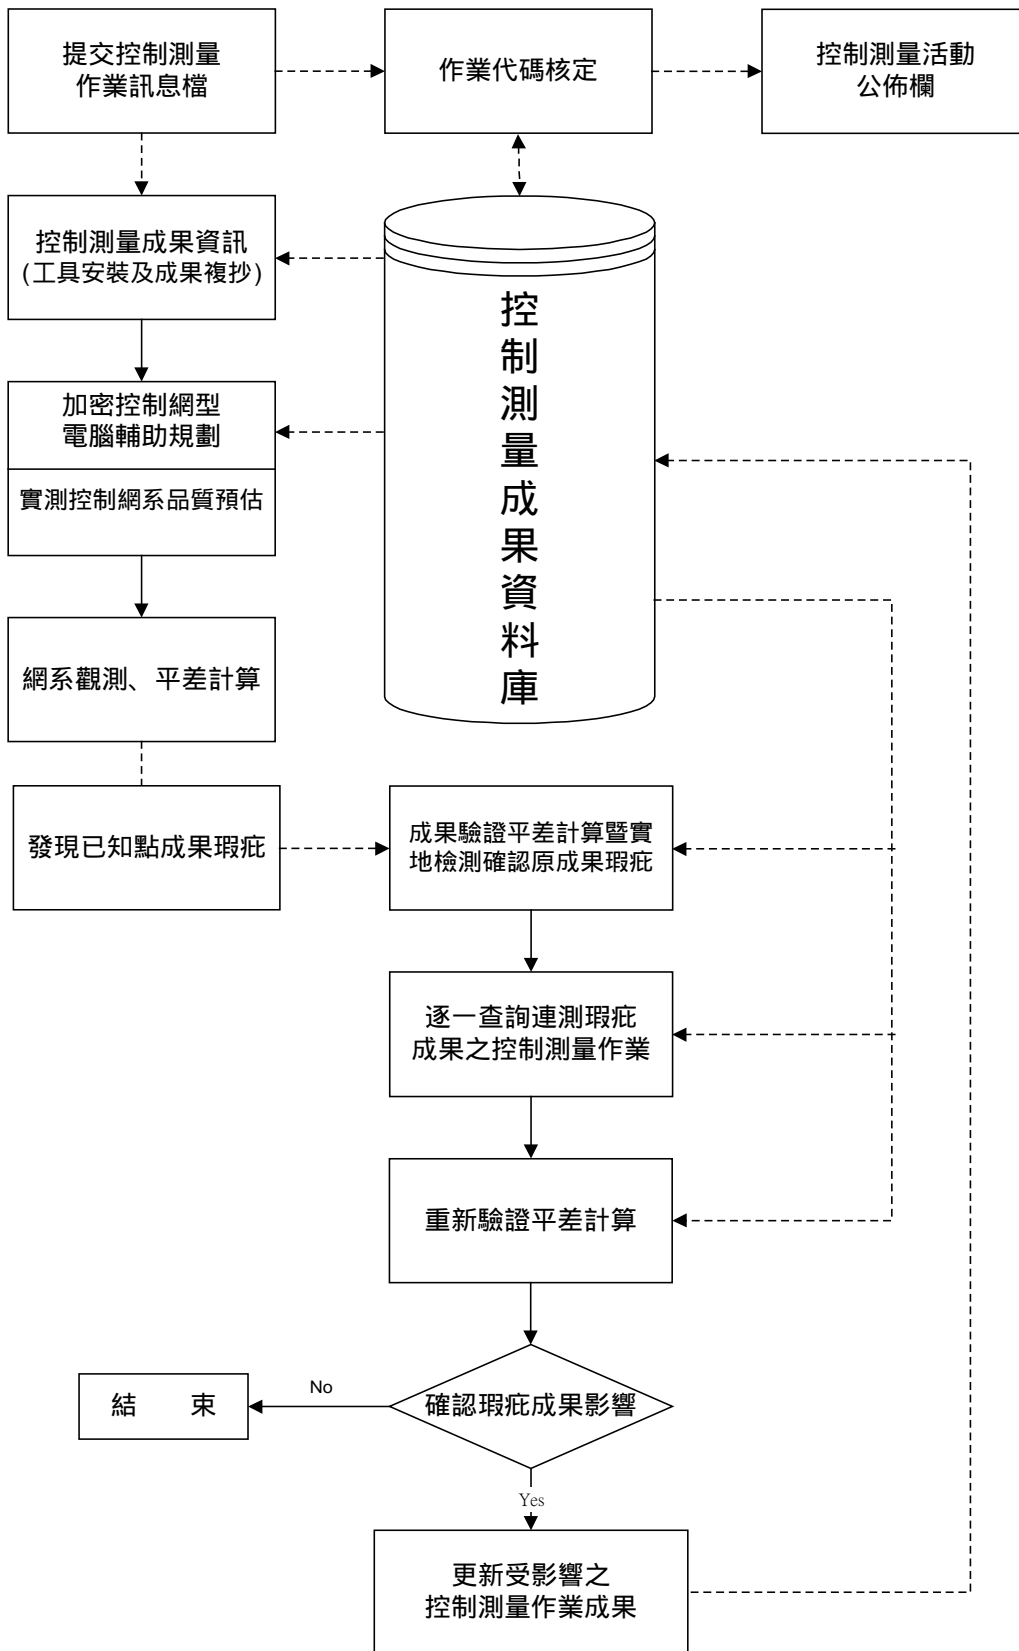 提交控制測量
作業訊息檔
作業代碼核定
控制測量活動
公佈欄
控制測量成果資訊
(工具安裝及成果複抄)
加密控制網型
電腦輔助規劃
實測控制網系品質預估
控制測量成果資料庫
網系觀測、平差計算
發現已知點成果瑕疵
成果驗證平差計算暨實
地檢測確認原成果瑕疵
逐一查詢連測瑕疵
成果之控制測量作業
重新驗證平差計算
確認瑕疵成果影響
No
結 束
Yes
更新受影響之
控制測量作業成果